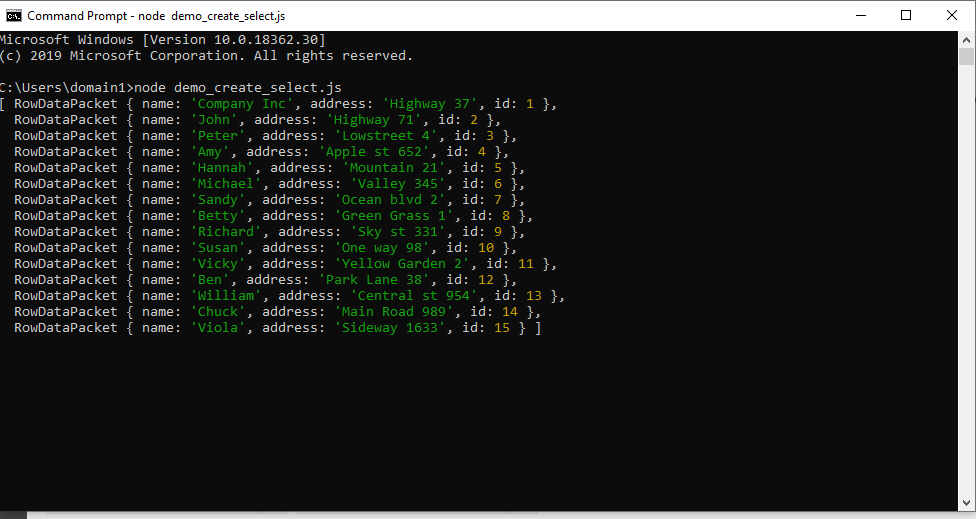 Command Prompt - node  demo_create_select.js
Microsoft Windows [Version 10.0.18362.30]
(c) 2019 Microsoft Corporation. All rights reserved.
C:\Users\domain1>node demo_create_select.js
[ RowDataPacket { name: 'Company Inc', address: 'Highway 37', id: 1 },
  RowDataPacket { name: 'John', address: 'Highway 71', id: 2 },
  RowDataPacket { name: 'Peter', address: 'Lowstreet 4', id: 3 },
  RowDataPacket { name: 'Amy', address: 'Apple st 652', id: 4 },
  RowDataPacket { name: 'Hannah', address: 'Mountain 21', id: 5 },
  RowDataPacket { name: 'Michael', address: 'Valley 345', id: 6 },
  RowDataPacket { name: 'Sandy', address: 'Ocean blvd 2', id: 7 },
  RowDataPacket { name: 'Betty', address: 'Green Grass 1', id: 8 },
  RowDataPacket { name: 'Richard', address: 'Sky st 331', id: 9 },
  RowDataPacket { name: 'Susan', address: 'One way 98', id: 10 },
  RowDataPacket { name: 'Vicky', address: 'Yellow Garden 2', id: 11 },
  RowDataPacket { name: 'Ben', address: 'Park Lane 38', id: 12 },
  RowDataPacket { name: 'William', address: 'Central st 954', id: 13 },
  RowDataPacket { name: 'Chuck', address: 'Main Road 989', id: 14 },
  RowDataPacket { name: 'Viola', address: 'Sideway 1633', id: 15 } ]